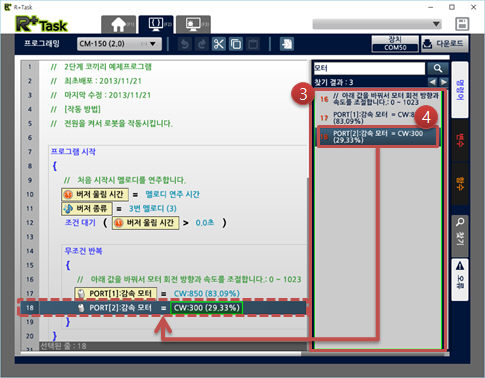 R+Task
R+Task
(F1)
(F2)
(F3)
프로그래밍
CM-150 (2.0)
장치
COM50
다운로드
1
2 // 2단계 코끼리 예제프로그램
3 // 최초배포 : 2013/11/21
4 // 마지막 수정 : 2013/11/21
5 // [작동 방법]
6 // 전원을 켜서 로봇을 작동시킵니다.
7 프로그램 시작
8 {
9 // 처음 시작시 멜로디를 연주합니다.
10 버저 울림 시간 = 멜로디 연주 시간
11 버저 종류 = 3번 멜로디 (3)
12 조건 대기 ( 버저 울림 시간 > 0.0초 )
13
14 무조건 반복
15 {
16 // 아래 값을 바꿔서 모터 회전 방향과 속도를 조절합니다.: 0 ~ 1023
17 PORT[1]:감속 모터 = CW:850 (83.09%)
18 PORT[2]:감속 모터 = CW:300 (29.33%)
19 }
20 }
21
선택된 줄 : 18
모터
찾기 결과 : 3
3
16 // 아래 값을 바꿔서 모터 회전 방향과
속도를 조절합니다.: 0 ~ 1023
17 PORT[1]:감속 모터 = CW:8
(83.09%)
4
18 PORT[2]:감속 모터 = CW:300
(29.33%)
명령어
변수
함수
찾기
오류